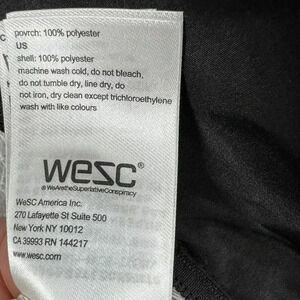 povrch: 100% polyester
US
shell: 100% polyester
machine wash cold, do not bleach,
do not tumble dry, line dry, do
not iron, dry clean except trichloroethylene
wash with like colours
wesc®
@WeAretheSuperlativeConspiracy
WeSC America Inc.
270 Lafayette St Suite 500
New York NY 10012
CA 39993 RN 144217
www.wesc.com